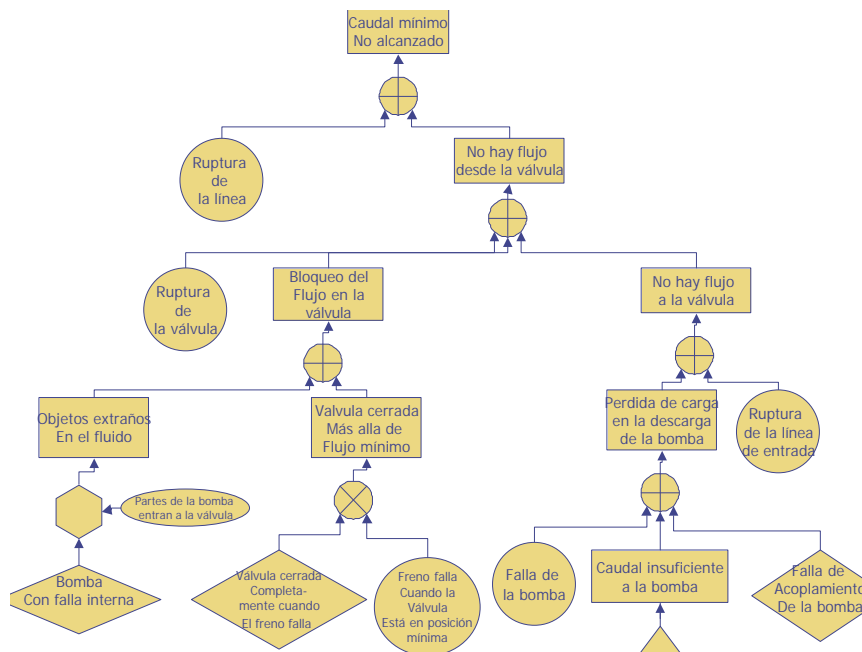 Caudal mínimo
No alcanzado
Ruptura
de
la línea
No hay flujo
desde la válvula
Ruptura
de
la válvula
Bloqueo del
Flujo en la
válvula
No hay flujo
a la válvula
Objetos extraños
En el fluido
Valvula cerrada
Más alla de
Flujo mínimo
Perdida de carga
en la descarga
de la bomba
Ruptura
de la línea
de entrada
Partes de la bomba
entran a la válvula
Bomba
Con falla interna
Válvula cerrada
Completa-
mente cuando
El freno falla
Freno falla
Cuando la
Válvula
Está en posición
mínima
Falla de
la bomba
Caudal insuficiente
a la bomba
Falla de
Acoplamiento
De la bomba